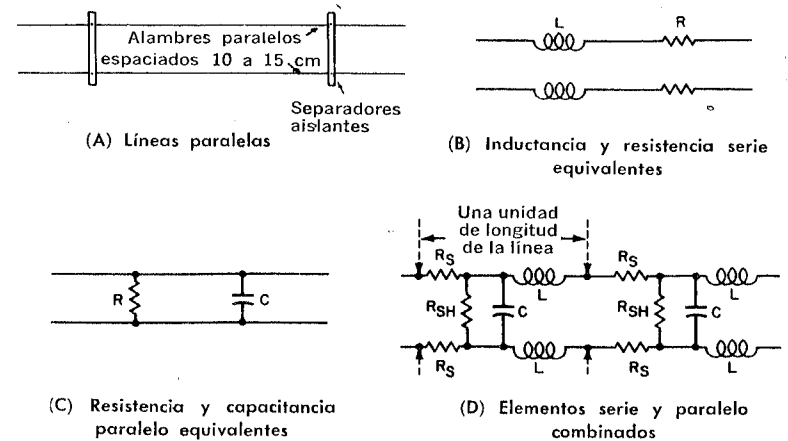 Alambres paralelos
espaciados 10 a 15 cm
Separadores
aislantes
(A) Líneas paralelas
L
R
(B) Inductancia y resistencia serie
equivalentes
R
C
(C) Resistencia y capacitancia
paralelo equivalentes
Una unidad
de longitud
de la línea
RS
RS
L
L
RSH
C
RSH
C
RS
L
RS
L
(D) Elementos serie y paralelo
combinados